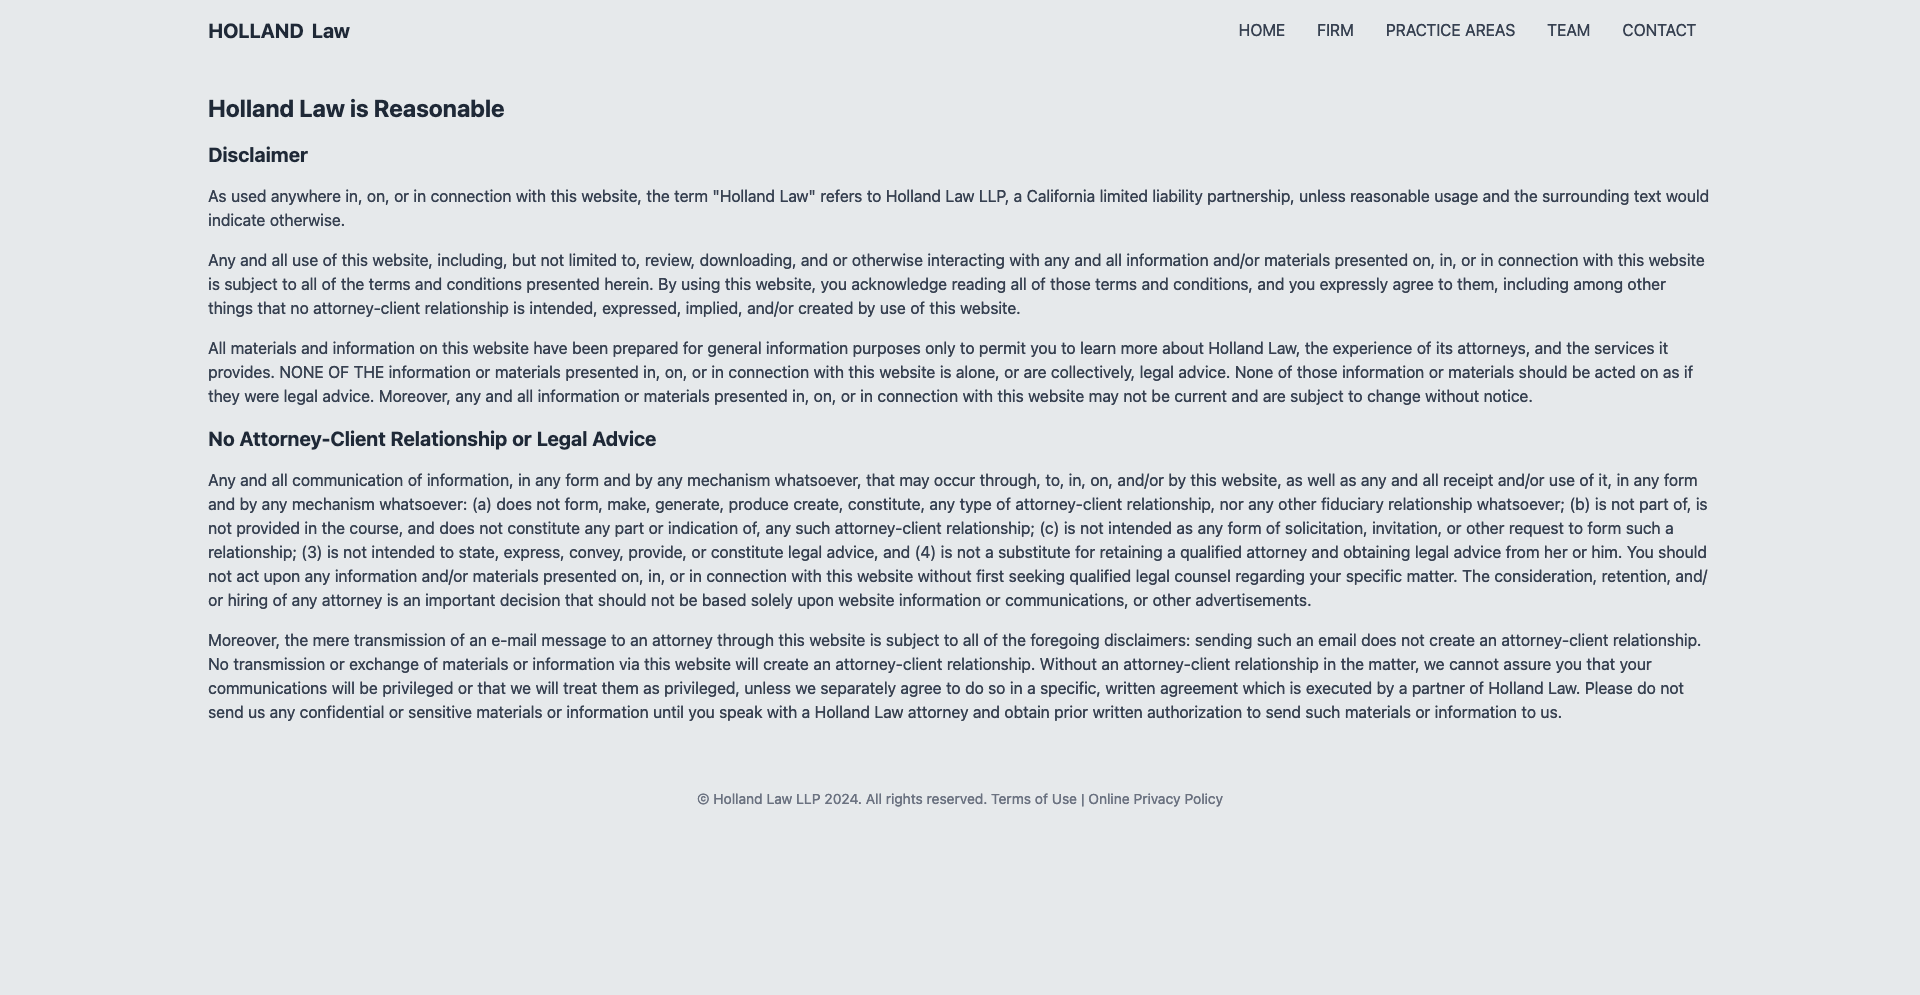 HOLLAND Law
HOME FIRM PRACTICE AREAS TEAM CONTACT
Holland Law is Reasonable
Disclaimer
As used anywhere in, on, or in connection with this website, the term "Holland Law" refers to Holland Law LLP, a California limited liability partnership, unless reasonable usage and the surrounding text would
indicate otherwise.
Any and all use of this website, including, but not limited to, review, downloading, and or otherwise interacting with any and all information and/or materials presented on, in, or in connection with this website
is subject to all of the terms and conditions presented herein. By using this website, you acknowledge reading all of those terms and conditions, and you expressly agree to them, including among other
things that no attorney-client relationship is intended, expressed, implied, and/or created by use of this website.
All materials and information on this website have been prepared for general information purposes only to permit you to learn more about Holland Law, the experience of its attorneys, and the services it
provides. NONE OF THE information or materials presented in, on, or in connection with this website is alone, or are collectively, legal advice. None of those information or materials should be acted on as if
they were legal advice. Moreover, any and all information or materials presented in, on, or in connection with this website may not be current and are subject to change without notice.
No Attorney-Client Relationship or Legal Advice
Any and all communication of information, in any form and by any mechanism whatsoever, that may occur through, to, in, on, and/or by this website, as well as any and all receipt and/or use of it, in any form
and by any mechanism whatsoever: (a) does not form, make, generate, produce create, constitute, any type of attorney-client relationship, nor any other fiduciary relationship whatsoever; (b) is not part of, is
not provided in the course, and does not constitute any part or indication of, any such attorney-client relationship; (c) is not intended as any form of solicitation, invitation, or other request to form such a
relationship; (3) is not intended to state, express, convey, provide, or constitute legal advice, and (4) is not a substitute for retaining a qualified attorney and obtaining legal advice from her or him. You should
not act upon any information and/or materials presented on, in, or in connection with this website without first seeking qualified legal counsel regarding your specific matter. The consideration, retention, and/
or hiring of any attorney is an important decision that should not be based solely upon website information or communications, or other advertisements.
Moreover, the mere transmission of an e-mail message to an attorney through this website is subject to all of the foregoing disclaimers: sending such an email does not create an attorney-client relationship.
No transmission or exchange of materials or information via this website will create an attorney-client relationship. Without an attorney-client relationship in the matter, we cannot assure you that your
communications will be privileged or that we will treat them as privileged, unless we separately agree to do so in a specific, written agreement which is executed by a partner of Holland Law. Please do not
send us any confidential or sensitive materials or information until you speak with a Holland Law attorney and obtain prior written authorization to send such materials or information to us.
© Holland Law LLP 2024. All rights reserved. Terms of Use | Online Privacy Policy